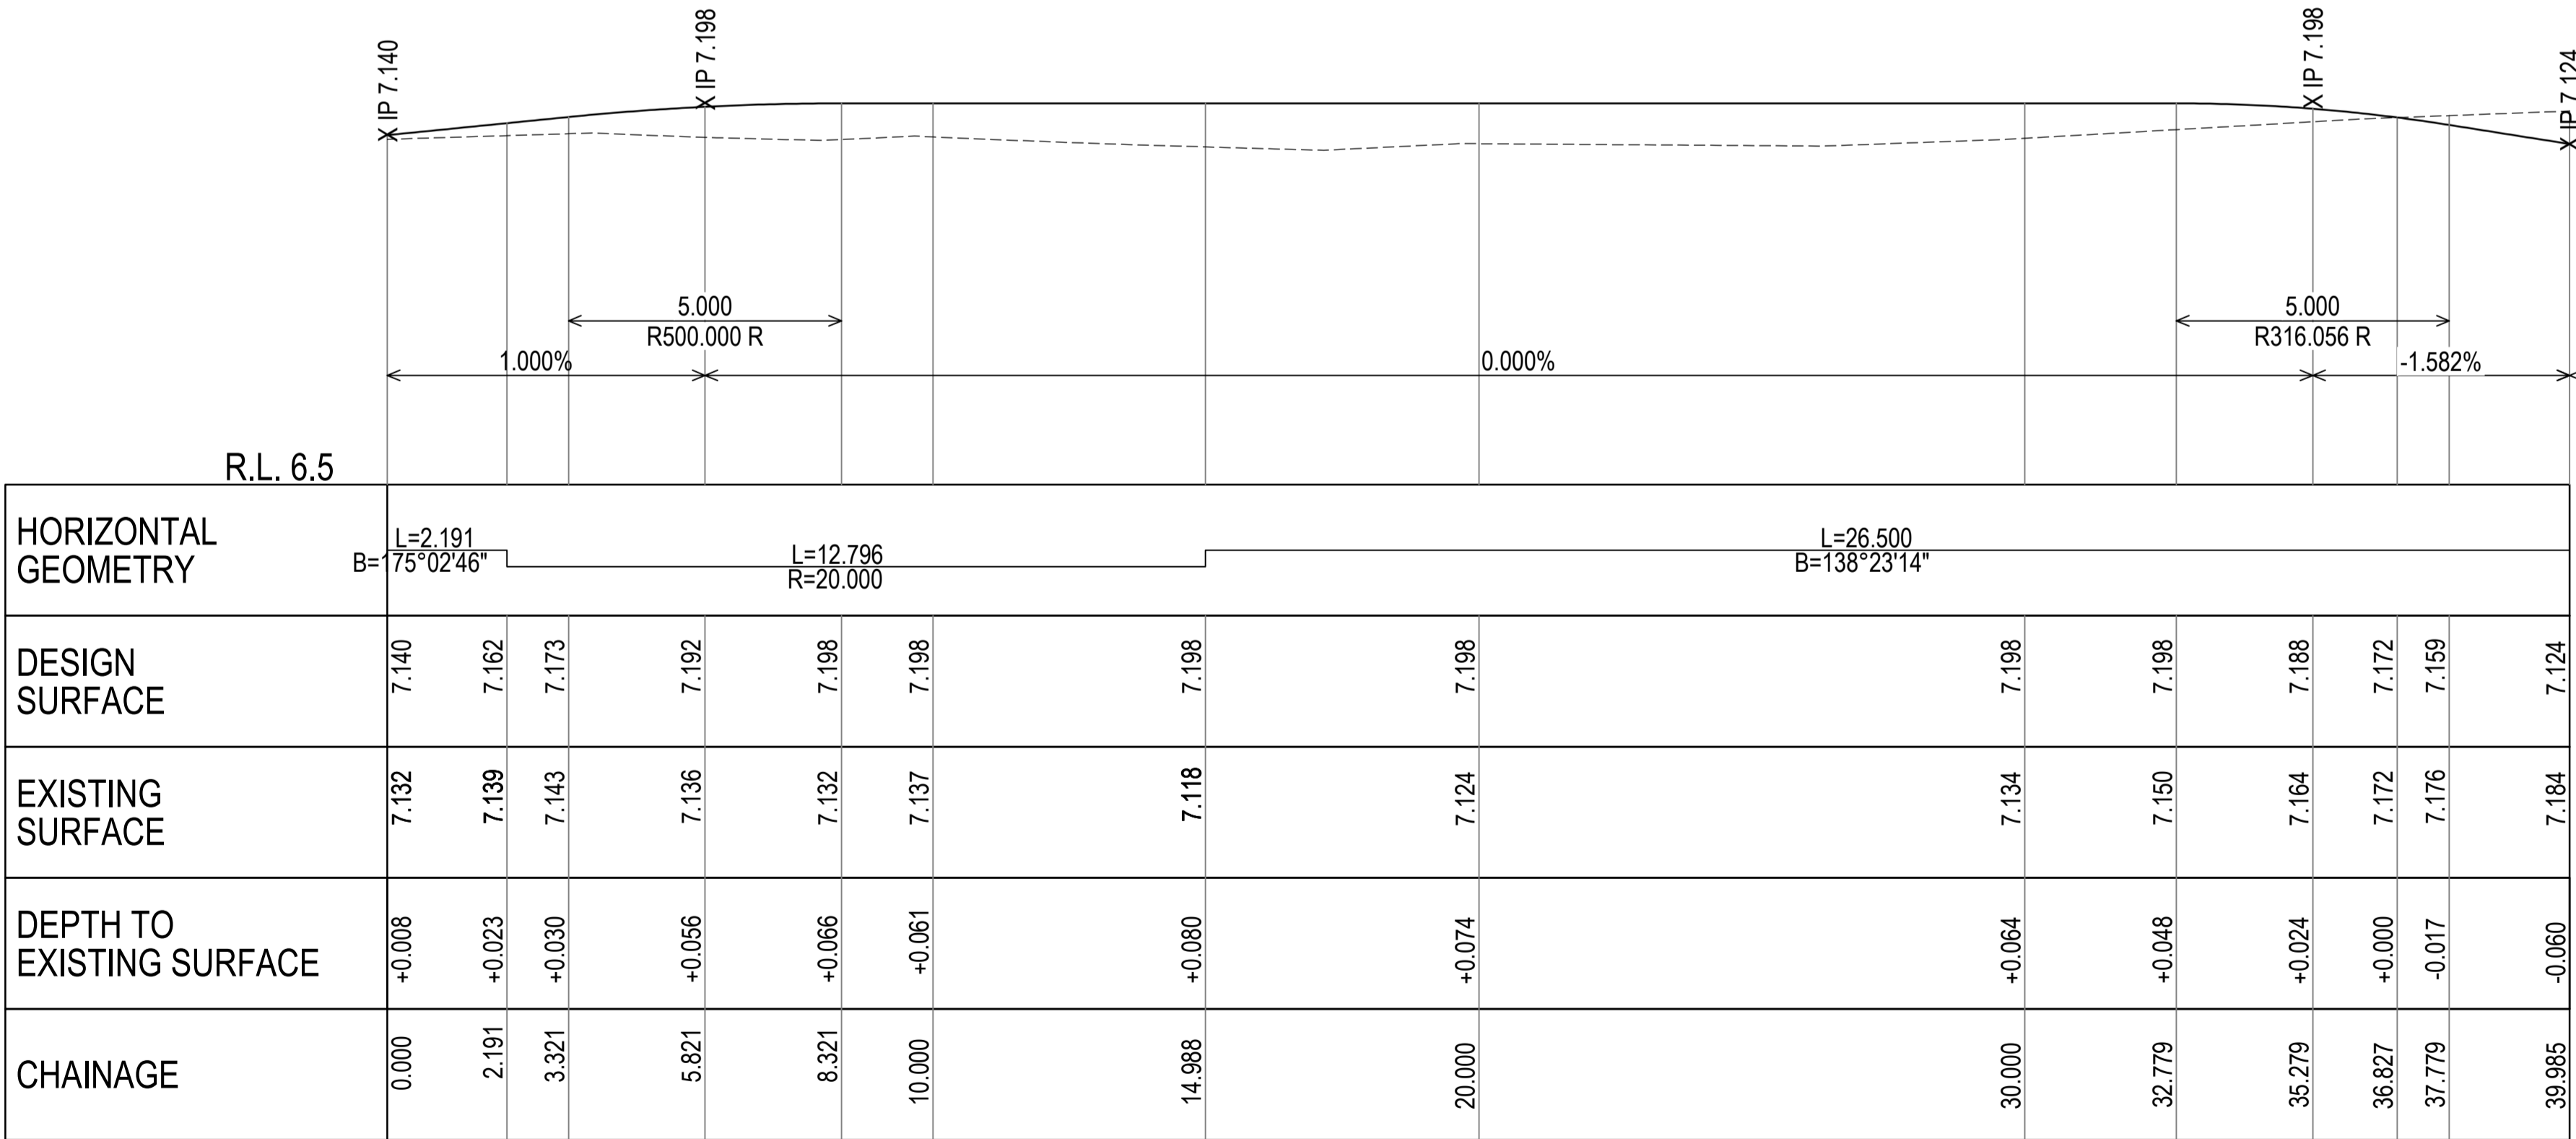 X IP 7.140
X IP 7.198
X IP 7.198
X IP 7.124
5.000
R500.000 R
5.000
R316.056 R
1.000%
0.000%
-1.582%
R.L. 6.5
HORIZONTAL
GEOMETRY
L=2.191
B=175°02'46"
L=12.796
R=20.000
L=26.500
B=138°23'14"
DESIGN
SURFACE
7.140 7.162 7.173 7.192 7.198 7.198 7.198 7.198 7.198 7.198 7.188 7.172 7.159 7.124
EXISTING
SURFACE
7.132 7.139 7.143 7.136 7.132 7.137 7.118 7.124 7.134 7.150 7.164 7.172 7.176 7.184
DEPTH TO
EXISTING SURFACE
+0.008 +0.023 +0.030 +0.056 +0.066 +0.061 +0.080 +0.074 +0.064 +0.048 +0.024 +0.000 -0.017 -0.060
CHAINAGE
0.000 2.191 3.321 5.821 8.321 10.000 14.988 20.000 30.000 32.779 35.279 36.827 37.779 39.985